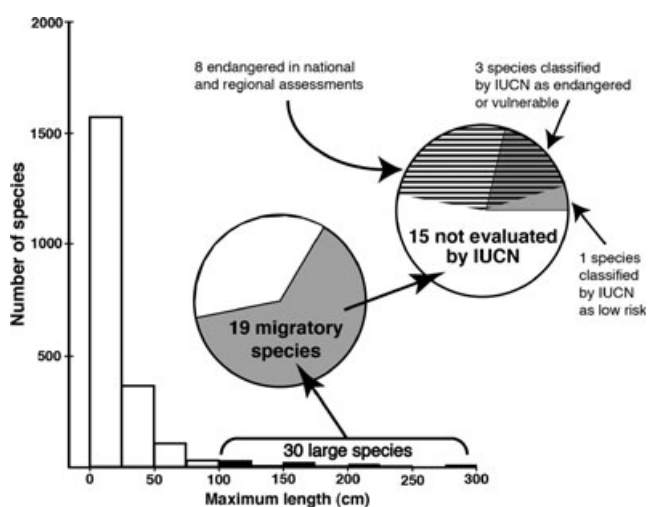 2000
1500
1000
500
Number of species
8 endangered in national
and regional assessments
3 species classified
by IUCN as endangered
or vulnerable
15 not evaluated
by IUCN
1 species
classified
by IUCN
as low risk
19 migratory
species
30 large species
0
50
100
150
200
250
300
Maximum length (cm)